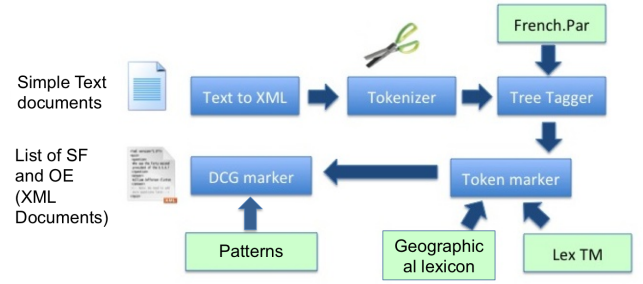 French.Par
Simple Text
documents
Text to XML
Tokenizer
Tree Tagger
List of SF
and OE
(XML
Documents)
XML
DCG marker
Token marker
Patterns
Geographic
al lexicon
Lex TM